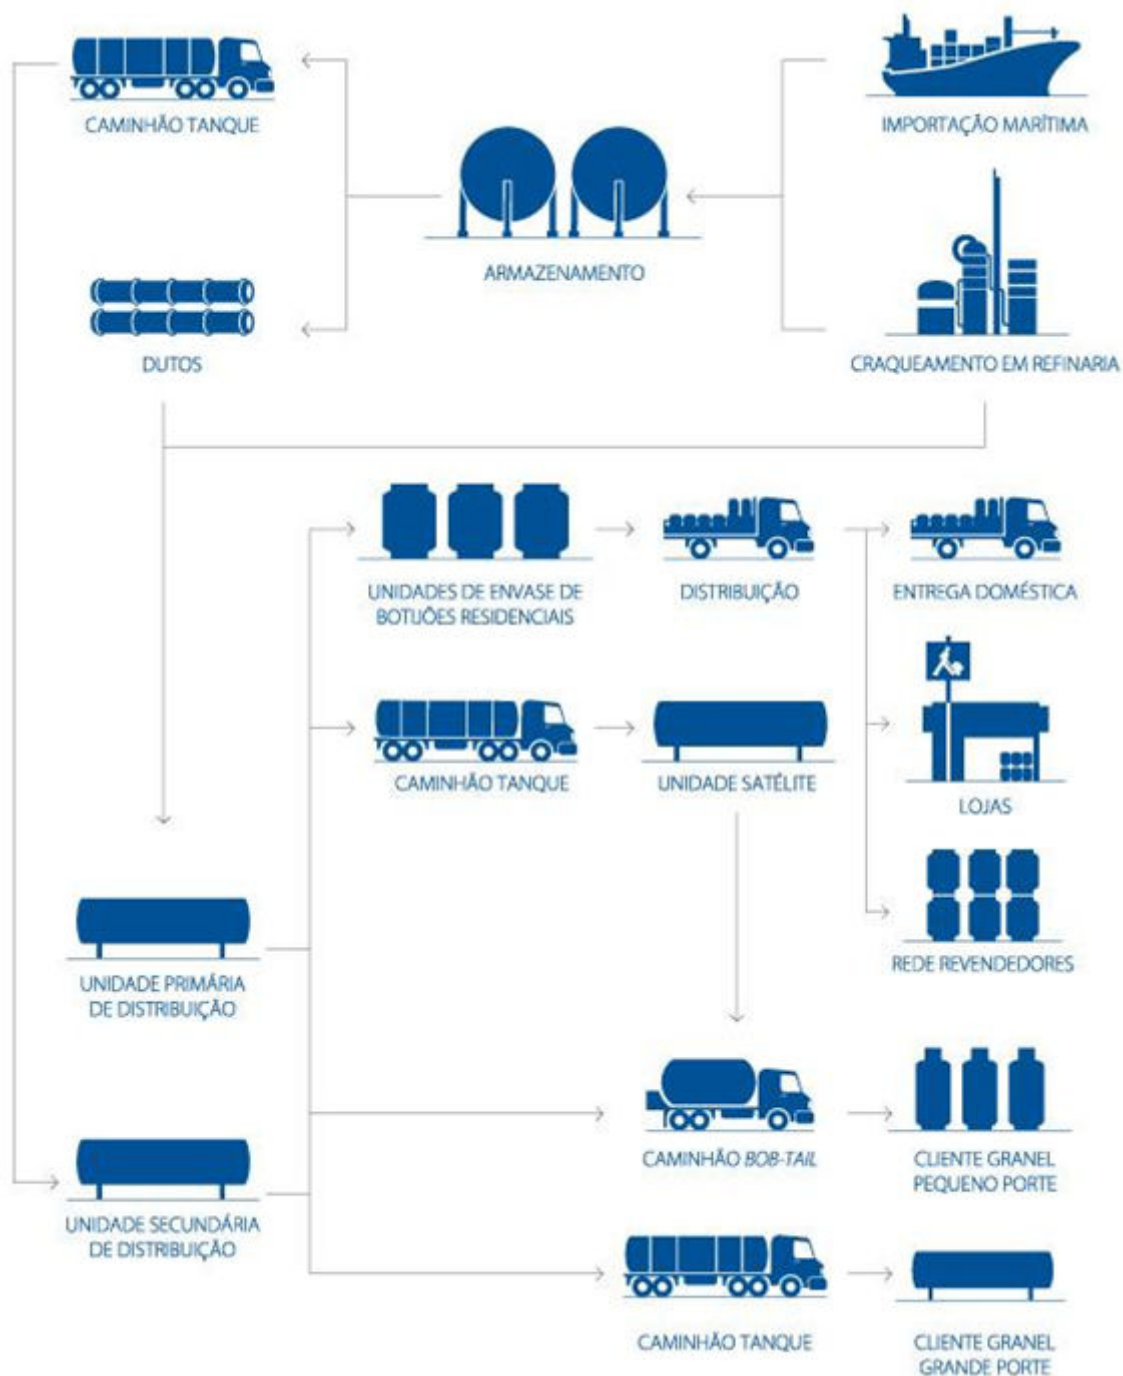 CAMINHÃO TANQUE
IMPORTAÇÃO MARÍTIMA
ARMAZENAMENTO
DUTOS
CRAQUEAMENTO EM REFINARIA
UNIDADES DE ENVASE DE
BOTIJÕES RESIDENCIAIS
DISTRIBUIÇÃO
ENTREGA DOMÉSTICA
CAMINHÃO TANQUE
UNIDADE SATÉLITE
LOJAS
REDE REVENDEDORES
UNIDADE PRIMÁRIA
DE DISTRIBUIÇÃO
CAMINHÃO BOB-TAIL
CLIENTE GRANEL
PEQUENO PORTE
UNIDADE SECUNDÁRIA
DE DISTRIBUIÇÃO
CAMINHÃO TANQUE
CLIENTE GRANEL
GRANDE PORTE